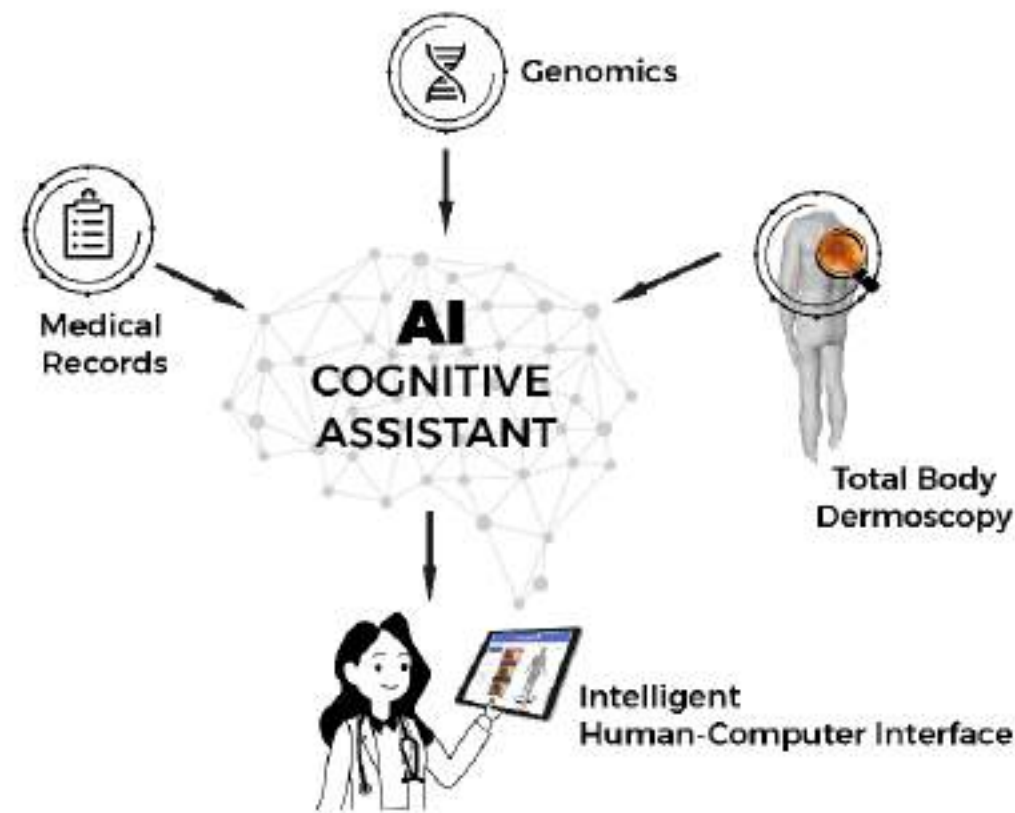 Genomics
Medical
Records
AI
COGNITIVE
ASSISTANT
Total Body
Dermoscopy
Intelligent
Human-Computer Interface